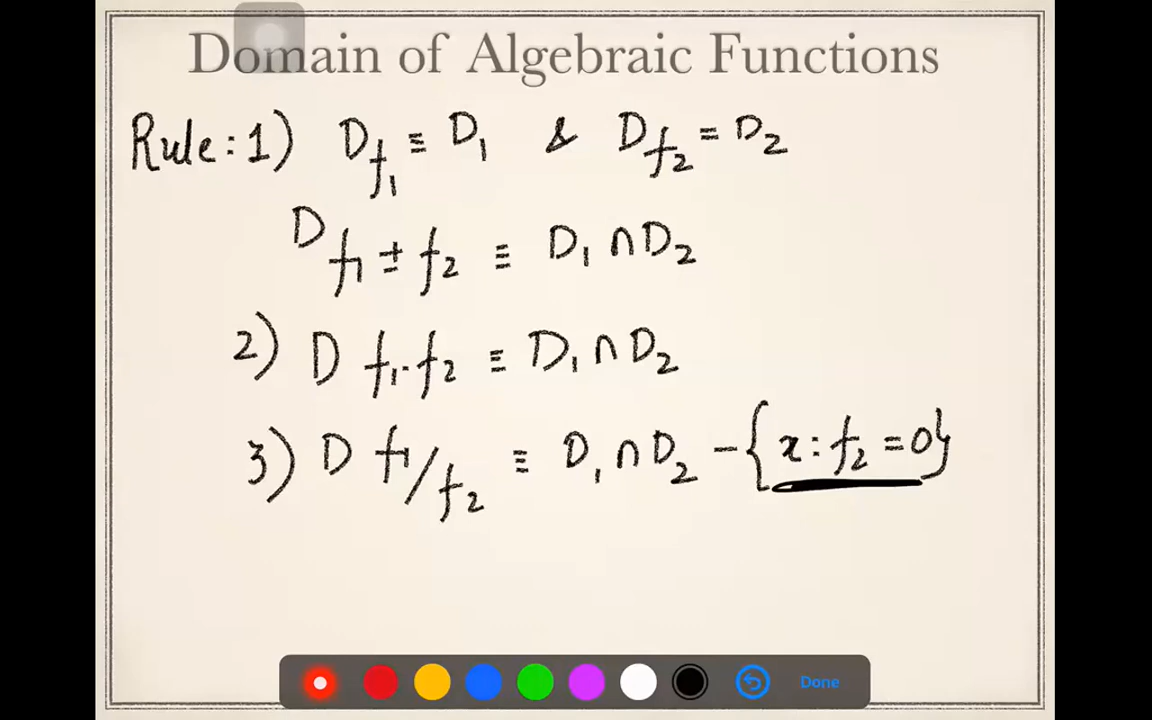 Domain of Algebraic Functions
Rule: 1) Df₁ ≡ D₁ & Df₂ = D₂
D f₁ ± f₂ ≡ D₁ ∩ D₂
2) D f₁.f₂ ≡ D₁ ∩ D₂
3) D f₁/f₂ ≡ D₁ ∩ D₂ - {x : f₂ = 0}
Done